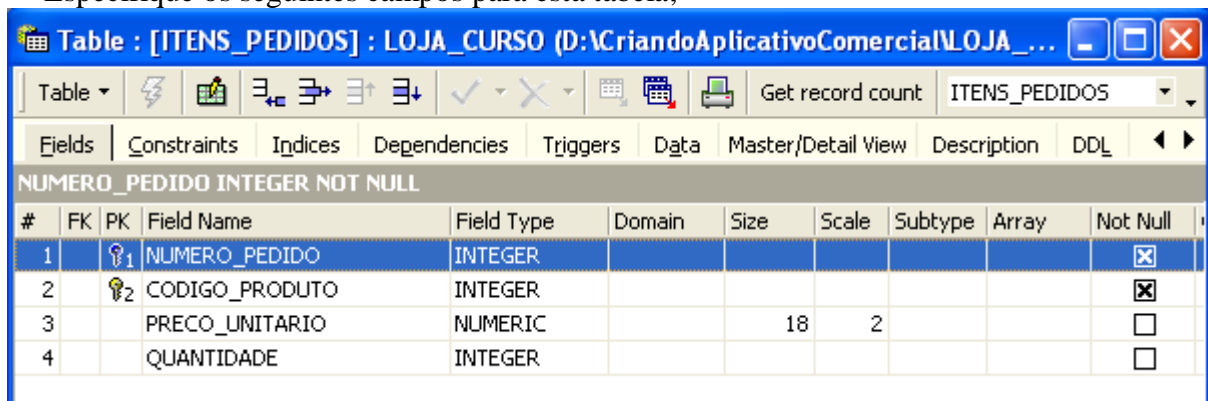 Especifique os seguintes campos para esta tabela;
Table : [ITENS_PEDIDOS] : LOJA_CURSO (D:\CriandoAplicativoComercial\LOJA_...
Table Get record count ITENS_PEDIDOS
Fields Constraints Indices Dependencies Triggers Data Master/Detail View Description DDL
NUMERO_PEDIDO INTEGER NOT NULL
# FK PK Field Name Field Type Domain Size Scale Subtype Array Not Null
1 1 NUMERO_PEDIDO INTEGER
2 2 CODIGO_PRODUTO INTEGER
3 PRECO_UNITARIO NUMERIC 18 2
4 QUANTIDADE INTEGER